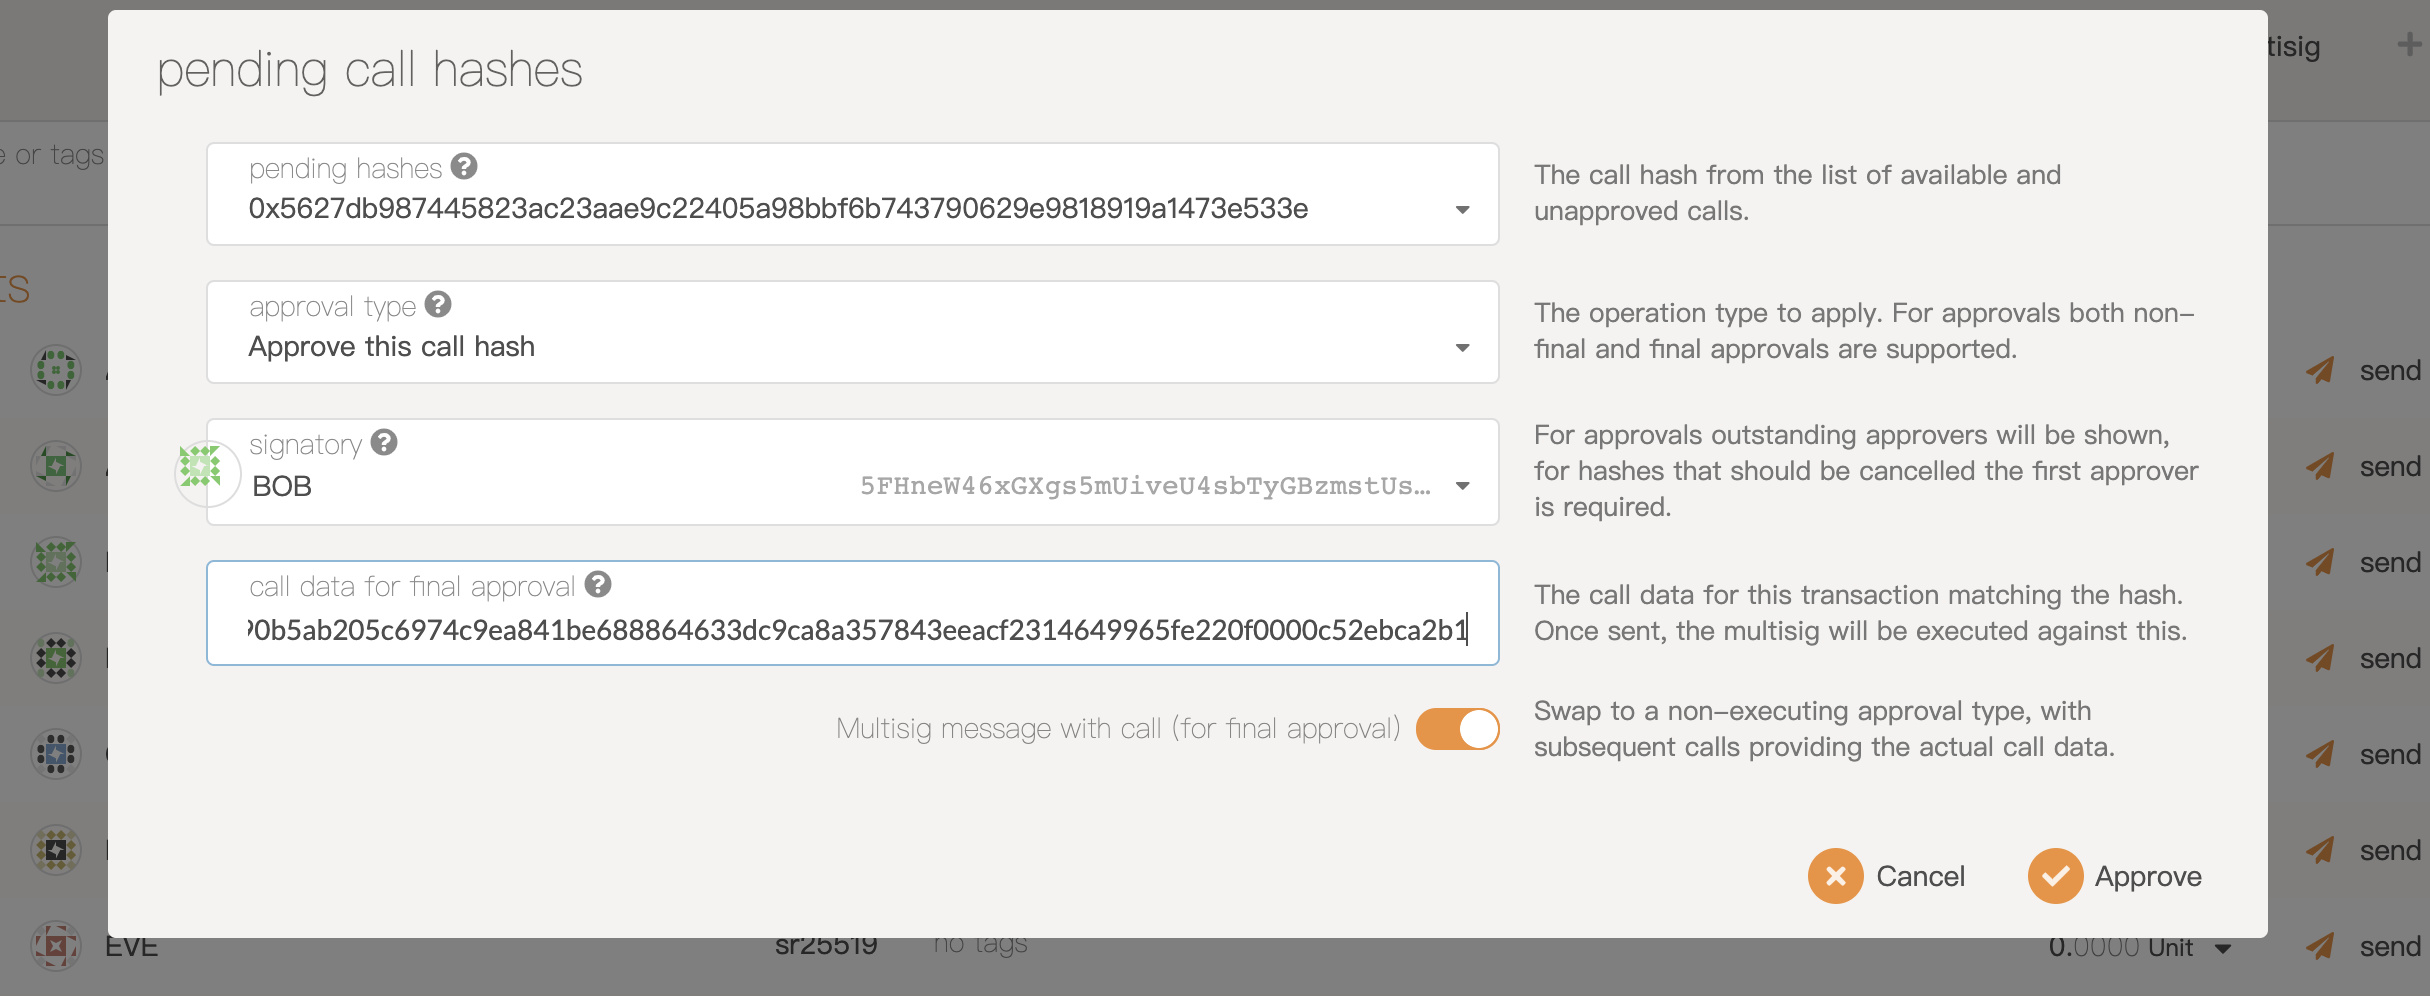 pending call hashes
tisig
e or tags
pending hashes
0x5627db987445823ac23aae9c22405a98bbf6b743790629e9818919a1473e533e
The call hash from the list of available and
unapproved calls.
approval type
Approve this call hash
The operation type to apply. For approvals both non-
final and final approvals are supported.
send
signatory
BOB
5FHneW46xGXgs5mUiveU4sbTyGBzmstUs…
For approvals outstanding approvers will be shown,
for hashes that should be cancelled the first approver
is required.
send
call data for final approval
90b5ab205c6974c9ea841be688864633dc9ca8a357843eeacf2314649965fe220f0000c52ebca2b1
The call data for this transaction matching the hash.
Once sent, the multisig will be executed against this.
send
send
Multisig message with call (for final approval)
Swap to a non-executing approval type, with
subsequent calls providing the actual call data.
send
send
Cancel
Approve
EVE
sr25519
no tags
0.0000 Unit
send